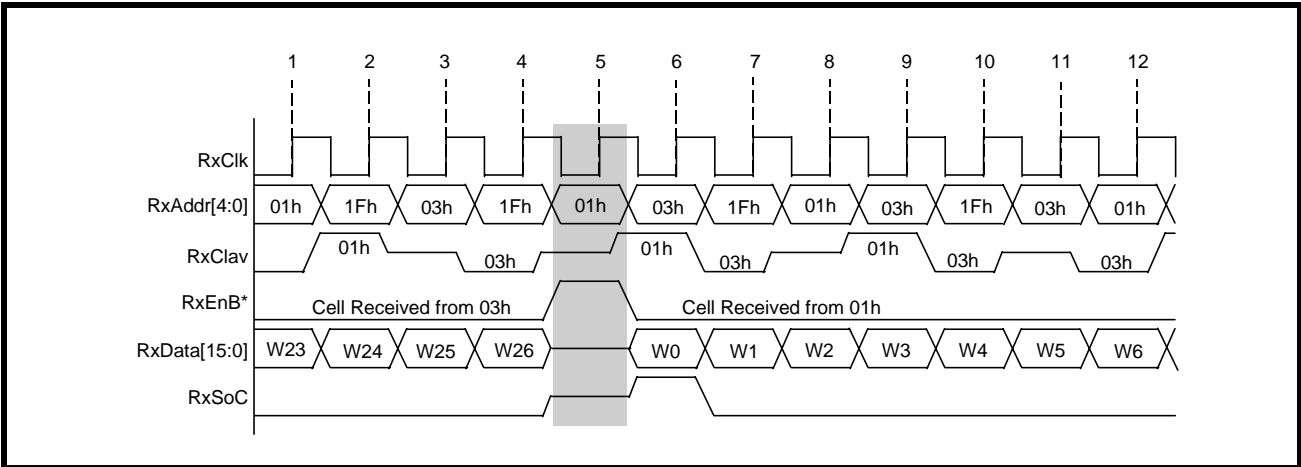 1 2 3 4 5 6 7 8 9 10 11 12
RxClk
RxAddr[4:0] 01h 1Fh 03h 1Fh 01h 03h 1Fh 01h 03h 1Fh 03h 01h
RxClav 01h 03h 01h 03h 01h 03h 03h
RxEnB* Cell Received from 03h Cell Received from 01h
RxData[15:0] W23 W24 W25 W26 W0 W1 W2 W3 W4 W5 W6
RxSoC